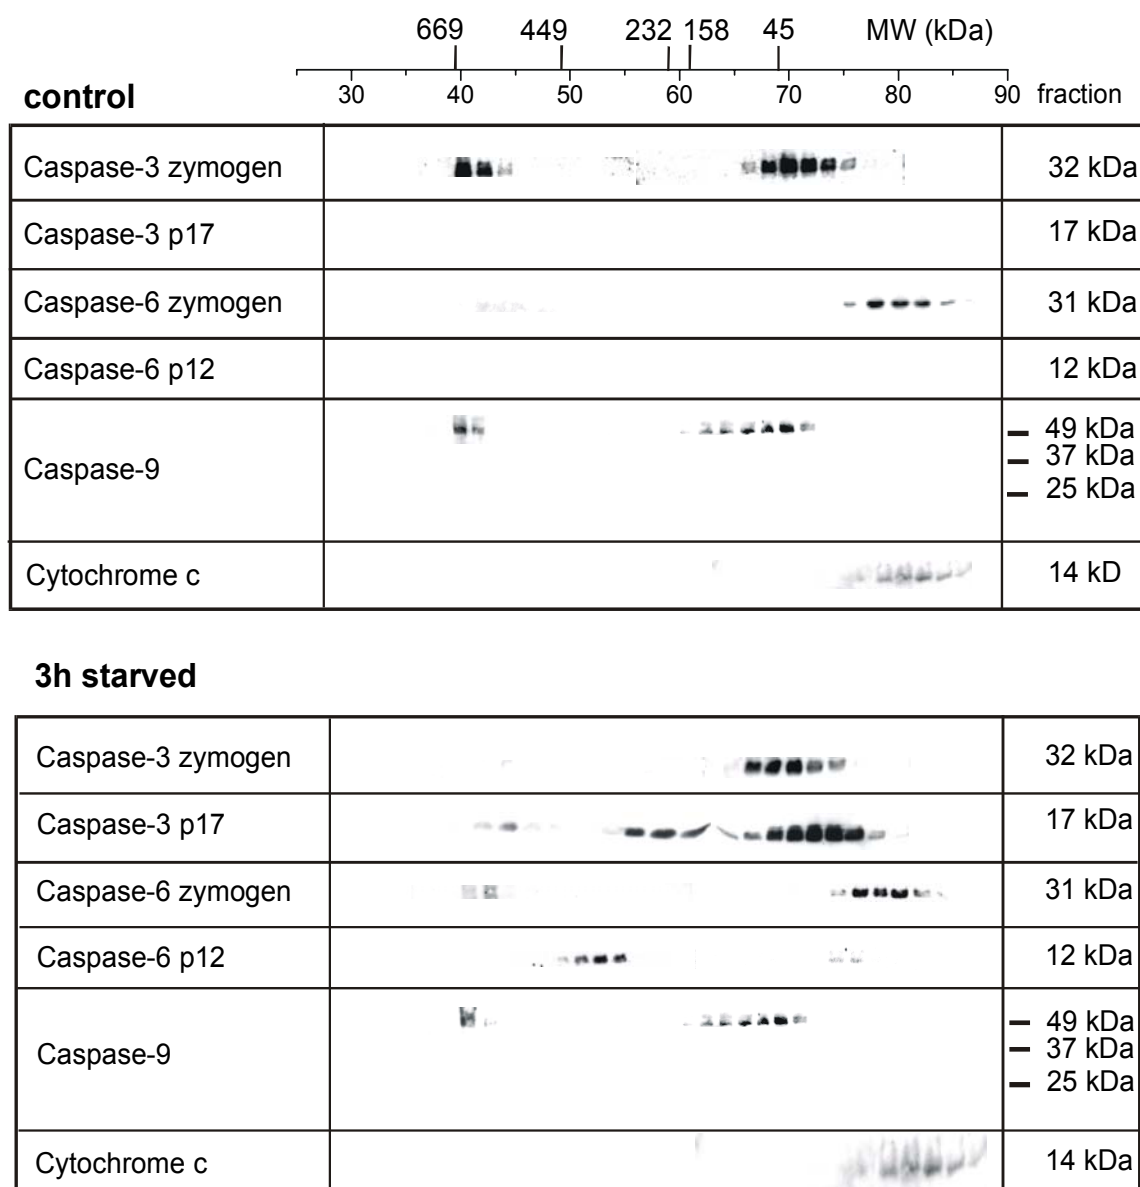 669 449 232 158 45 MW (kDa)
control 30 40 50 60 70 80 90 fraction
Caspase-3 zymogen 32 kDa
Caspase-3 p17 17 kDa
Caspase-6 zymogen 31 kDa
Caspase-6 p12 12 kDa
49 kDa
37 kDa
Caspase-9
25 kDa
Cytochrome c 14 kD
3h starved
Caspase-3 zymogen 32 kDa
Caspase-3 p17 17 kDa
Caspase-6 zymogen 31 kDa
Caspase-6 p12 12 kDa
49 kDa
37 kDa
Caspase-9
25 kDa
Cytochrome c 14 kDa